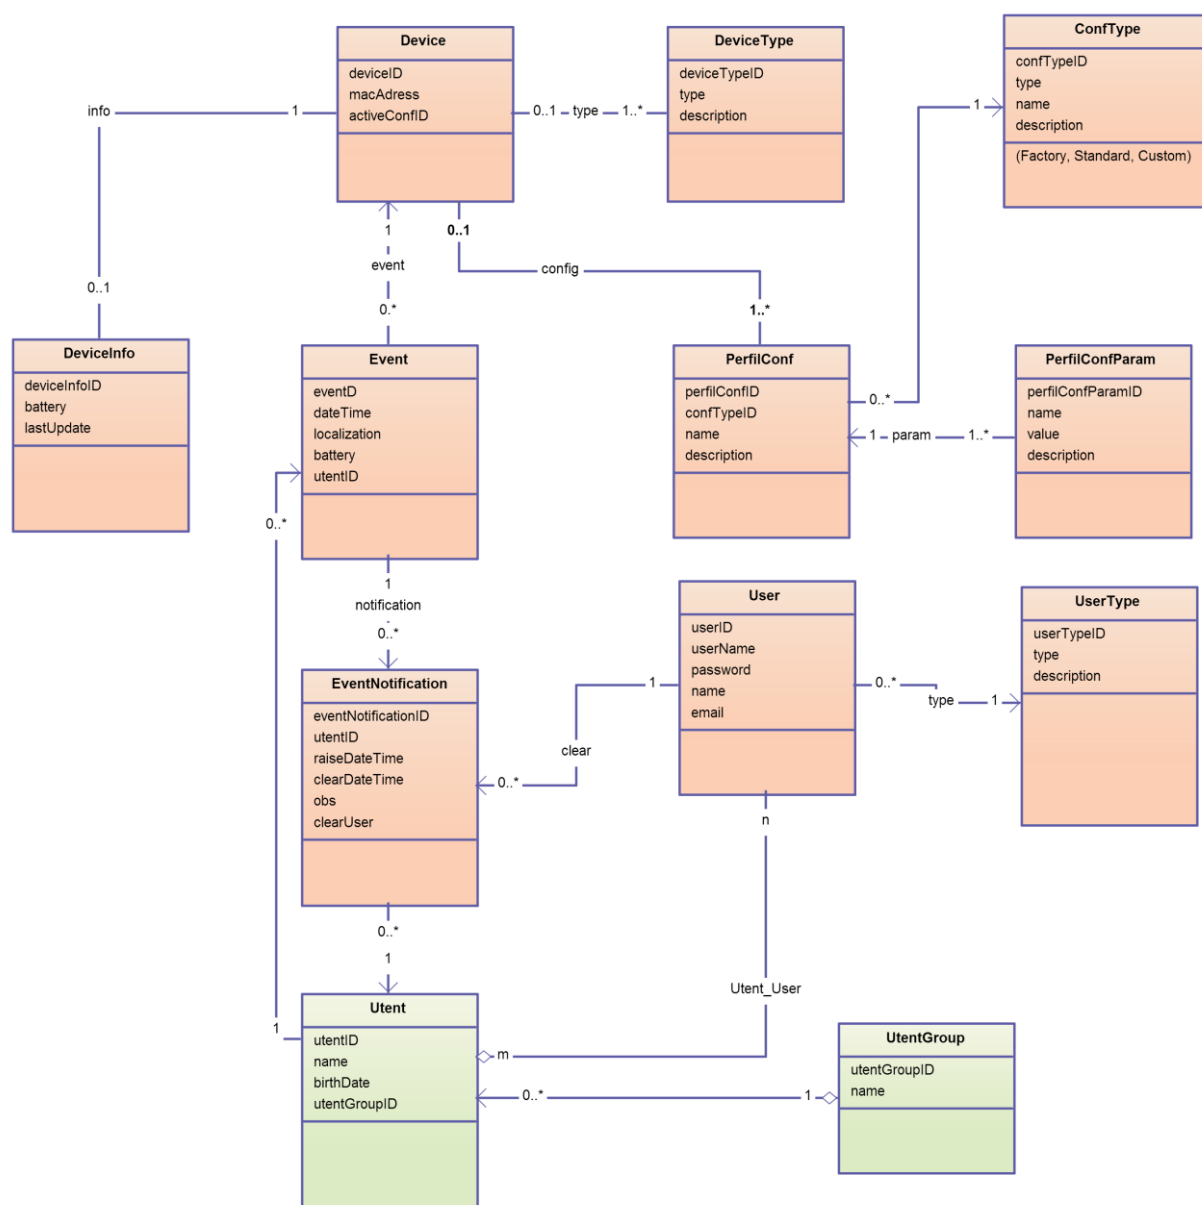 Device
deviceID
macAdress
activeConfID
DeviceType
deviceTypeID
type
description
ConfType
confTypeID
type
name
description
(Factory, Standard, Custom)
info
1
0..1
type
1..*
1
1
0..1
event
config
0..1
0.*
1..*
DeviceInfo
deviceInfoID
battery
lastUpdate
Event
eventD
dateTime
localization
battery
utentID
PerfilConf
perfilConfID
confTypeID
name
description
0..*
1
param
1..*
PerfilConfParam
perfilConfParamID
name
value
description
0..*
1
notification
0..*
User
userID
userName
password
name
email
UserType
userTypeID
type
description
EventNotification
eventNotificationID
utentID
raiseDateTime
clearDateTime
obs
clearUser
1
clear
0..*
0..*
type
1
n
0..*
1
Utent_User
Utent
utentID
name
birthDate
utentGroupID
1
m
0..*
1
UtentGroup
utentGroupID
name